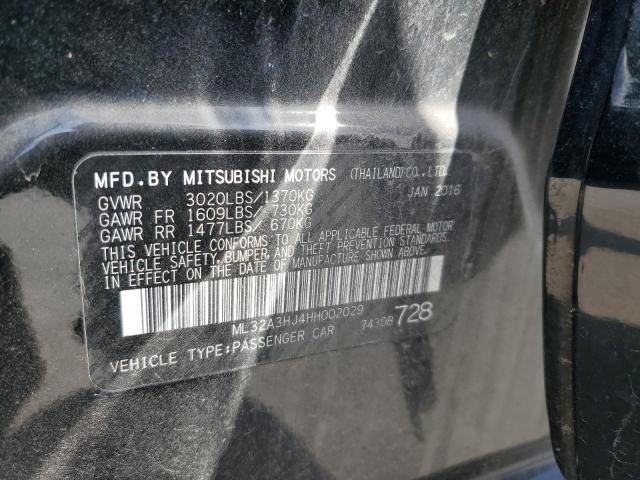 MFD.BY MITSUBISHI MOTORS (THAILAND)CO.,LTD.
GVWR 3020LBS/1370KG JAN 2016
GAWR FR 1609LBS/ 730KG
GAWR RR 1477LBS/ 670KG
THIS VEHICLE CONFORMS TO ALL APPLICABLE FEDERAL MOTOR
VEHICLE SAFETY,BUMPER,AND THEFT PREVENTION STANDARDS
IN EFFECT ON THE DATE OF MANUFACTURE SHOWN ABOVE.
ML32A3HJ4HH002029
VEHICLE TYPE:PASSENGER CAR 7439B 728